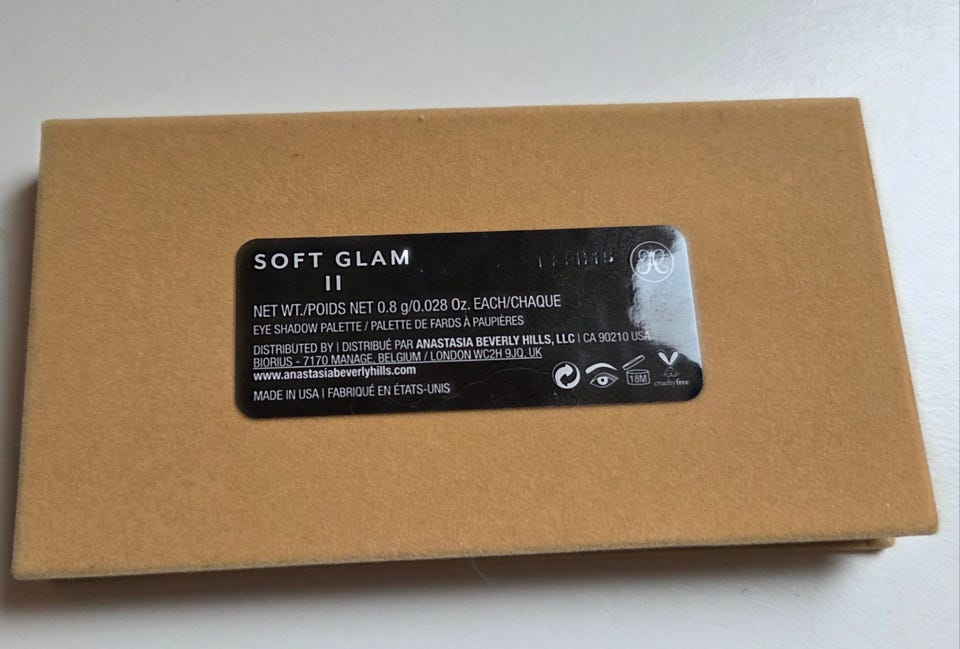 SOFT GLAM
II
NET WT./POIDS NET 0.8 g/0.028 Oz. EACH/CHAQUE
EYE SHADOW PALETTE / PALETTE DE FARDS À PAUPIÈRES
DISTRIBUTED BY | DISTRIBUÉ PAR ANASTASIA BEVERLY HILLS, LLC | CA 90210 USA
BIORIUS - 7170 MANAGE, BELGIUM / LONDON WC2H 9JQ, UK
www.anastasiabeverlyhills.com
MADE IN USA | FABRIQUÉ EN ÉTATS-UNIS
18M
crueltyfree